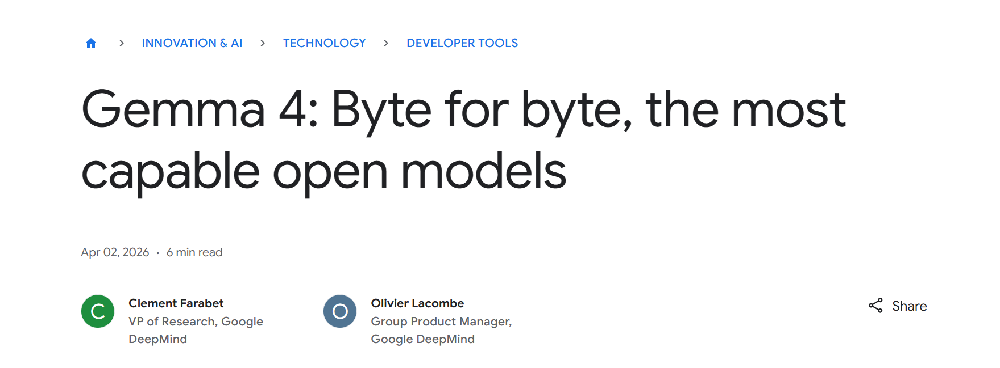 INNOVATION & AI > TECHNOLOGY > DEVELOPER TOOLS
Gemma 4: Byte for byte, the most
capable open models
Apr 02, 2026 · 6 min read
C
Clement Farabet
VP of Research, Google
DeepMind
O
Olivier Lacombe
Group Product Manager,
Google DeepMind
Share